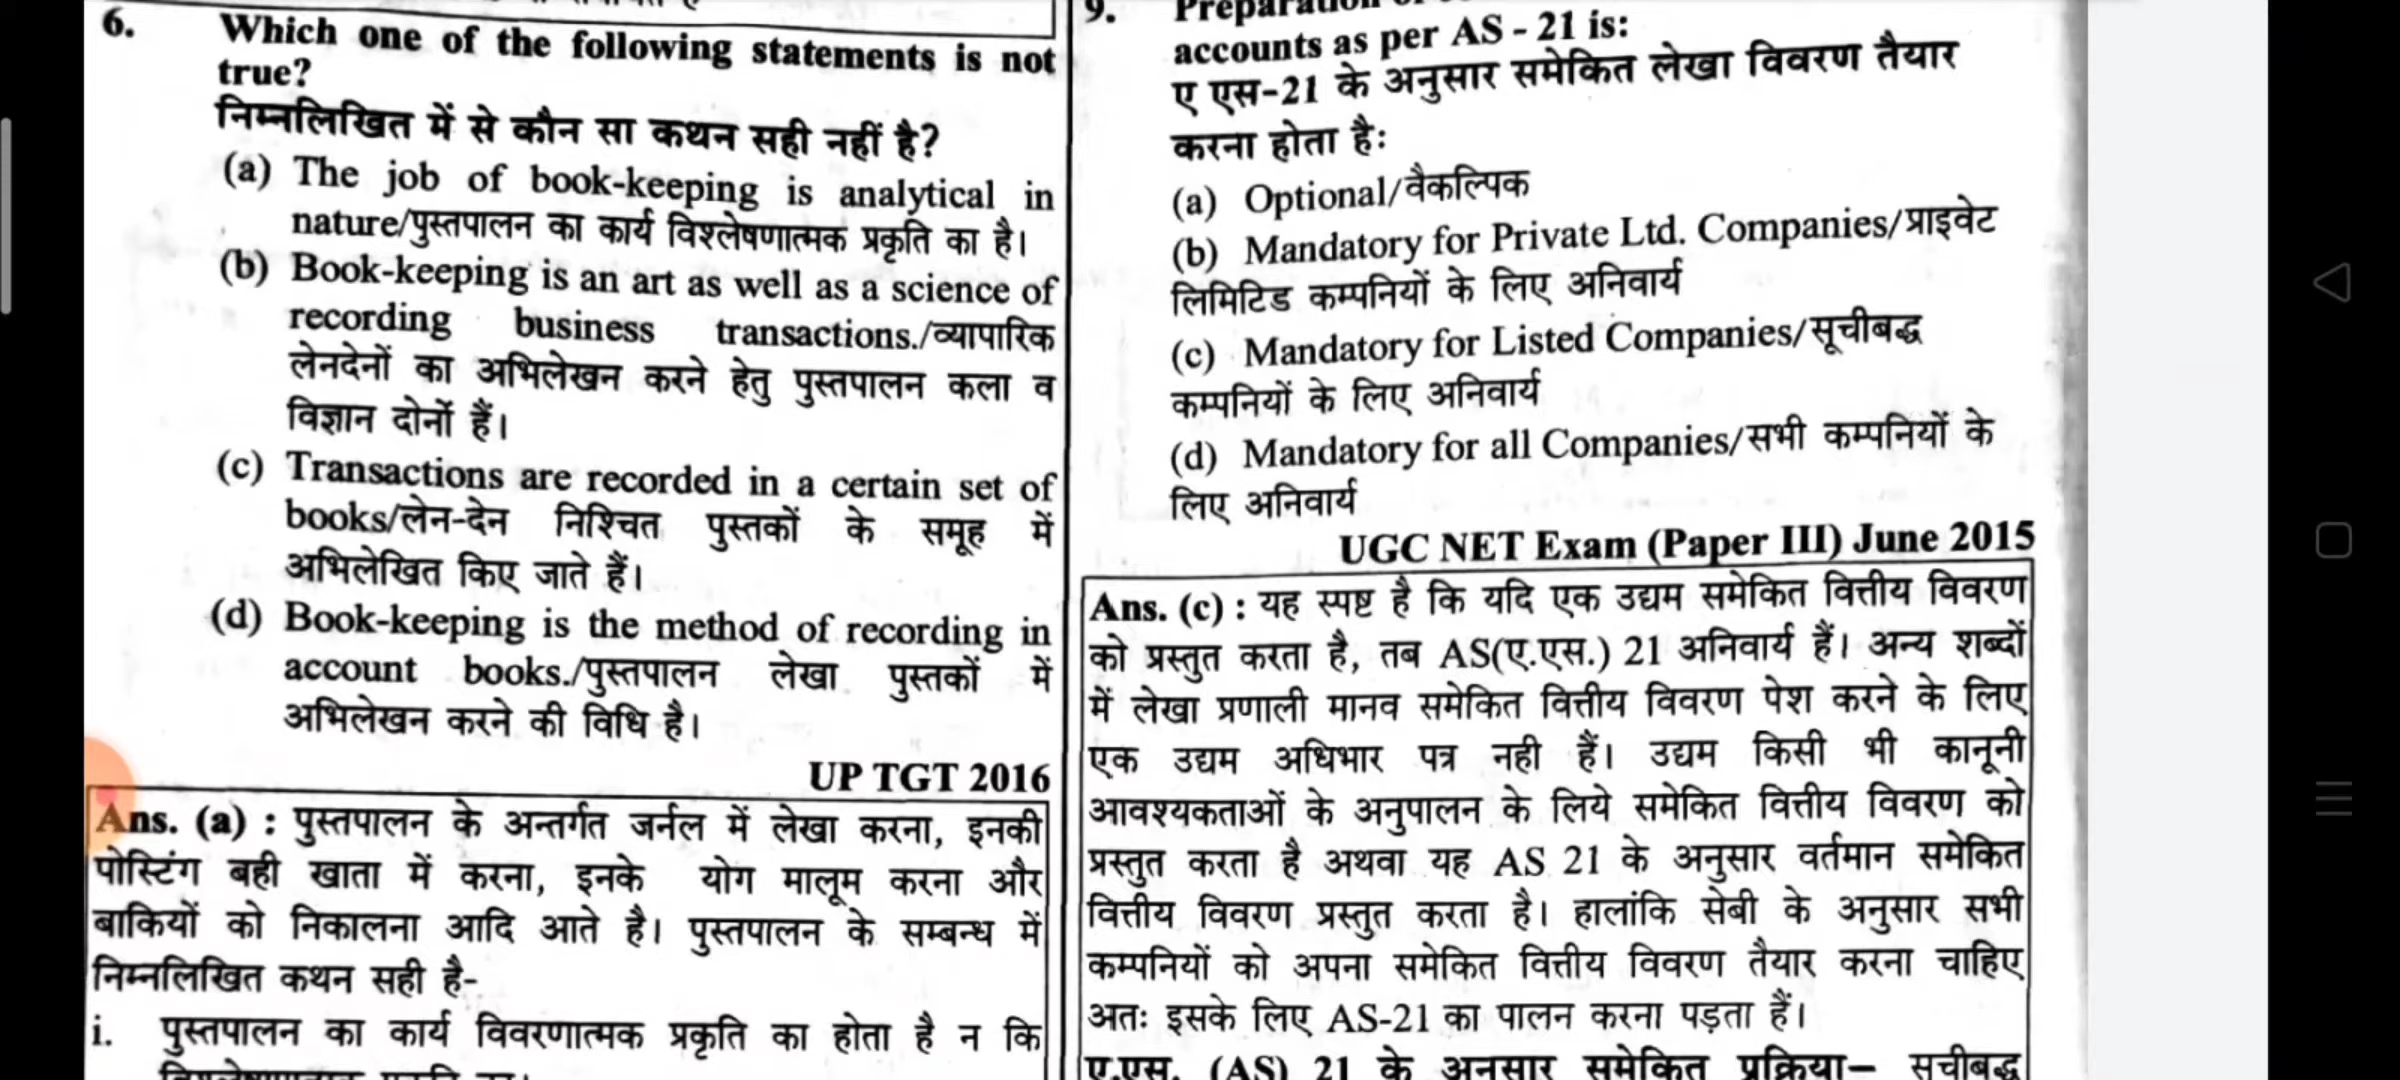 6. Which one of the following statements is not
true?
निम्नलिखित में से कौन सा कथन सही नहीं है?
(a) The job of book-keeping is analytical in
nature/पुस्तपालन का कार्य विश्लेषणात्मक प्रकृति का है।
(b) Book-keeping is an art as well as a science of
recording business transactions./व्यापारिक
लेनदेनों का अभिलेखन करने हेतु पुस्तपालन कला व
विज्ञान दोनों हैं।
(c) Transactions are recorded in a certain set of
books/लेन-देन निश्चित पुस्तकों के समूह में
अभिलेखित किए जाते हैं।
(d) Book-keeping is the method of recording in
account books./पुस्तपालन लेखा पुस्तकों में
अभिलेखन करने की विधि है।
UP TGT 2016
Ans. (a) : पुस्तपालन के अन्तर्गत जर्नल में लेखा करना, इनकी
पोस्टिंग बही खाता में करना, इनके योग मालूम करना और
बाकियों को निकालना आदि आते है। पुस्तपालन के सम्बन्ध में
निम्नलिखित कथन सही है-
i. पुस्तपालन का कार्य विवरणात्मक प्रकृति का होता है न कि
9. Preparation
accounts as per AS - 21 is:
ए एस-21 के अनुसार समेकित लेखा विवरण तैयार
करना होता है:
(a) Optional/वैकल्पिक
(b) Mandatory for Private Ltd. Companies/प्राइवेट
लिमिटिड कम्पनियों के लिए अनिवार्य
(c) Mandatory for Listed Companies/सूचीबद्ध
कम्पनियों के लिए अनिवार्य
(d) Mandatory for all Companies/सभी कम्पनियों के
लिए अनिवार्य
UGC NET Exam (Paper III) June 2015
Ans. (c) : यह स्पष्ट है कि यदि एक उद्यम समेकित वित्तीय विवरण
को प्रस्तुत करता है, तब AS(ए.एस.) 21 अनिवार्य हैं। अन्य शब्दों
में लेखा प्रणाली मानव समेकित वित्तीय विवरण पेश करने के लिए
एक उद्यम अधिभार पत्र नही हैं। उद्यम किसी भी कानूनी
आवश्यकताओं के अनुपालन के लिये समेकित वित्तीय विवरण को
प्रस्तुत करता है अथवा यह AS 21 के अनुसार वर्तमान समेकित
वित्तीय विवरण प्रस्तुत करता है। हालांकि सेबी के अनुसार सभी
कम्पनियों को अपना समेकित वित्तीय विवरण तैयार करना चाहिए
अतः इसके लिए AS-21 का पालन करना पड़ता हैं।
ए.एस. (AS) 21 के अनुसार समेकित प्रक्रिया– सूचीबद्ध